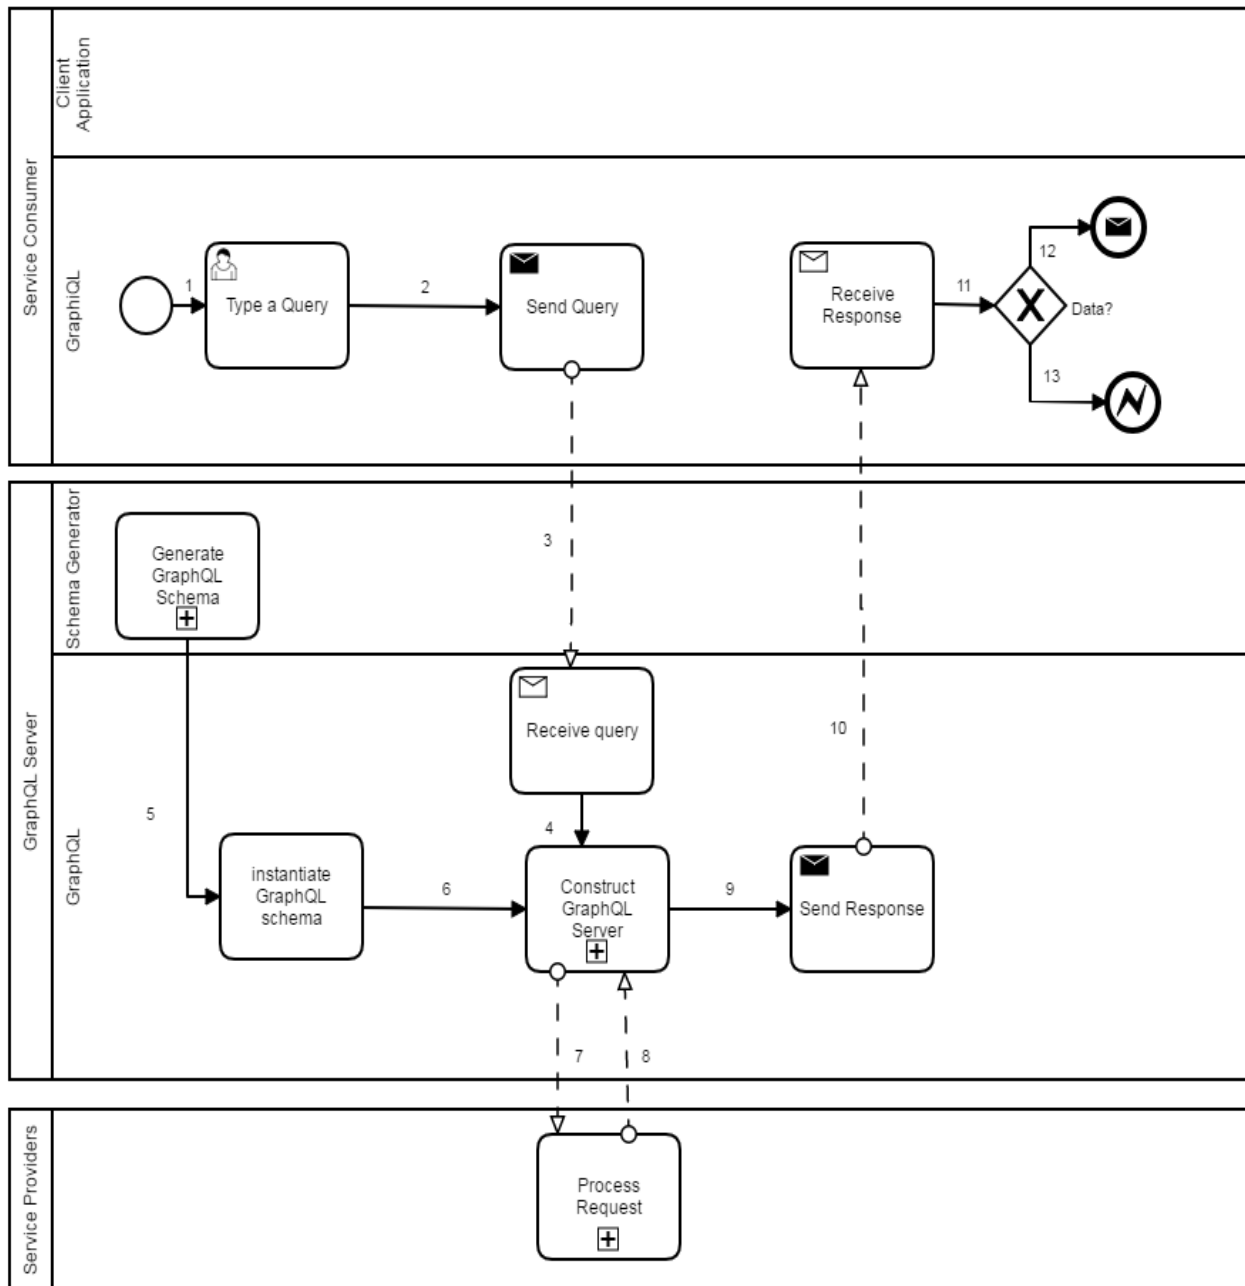 Service Consumer
Client
Application
GraphiQL
1
Type a Query
2
Send Query
Receive
Response
11
12
Data?
13
3
GraphQL Server
Schema Generator
Generate
GraphQL
Schema
GraphQL
Receive query
10
5
4
instantiate
GraphQL
schema
6
Construct
GraphQL
Server
9
Send Response
7
8
Service Providers
Process
Request